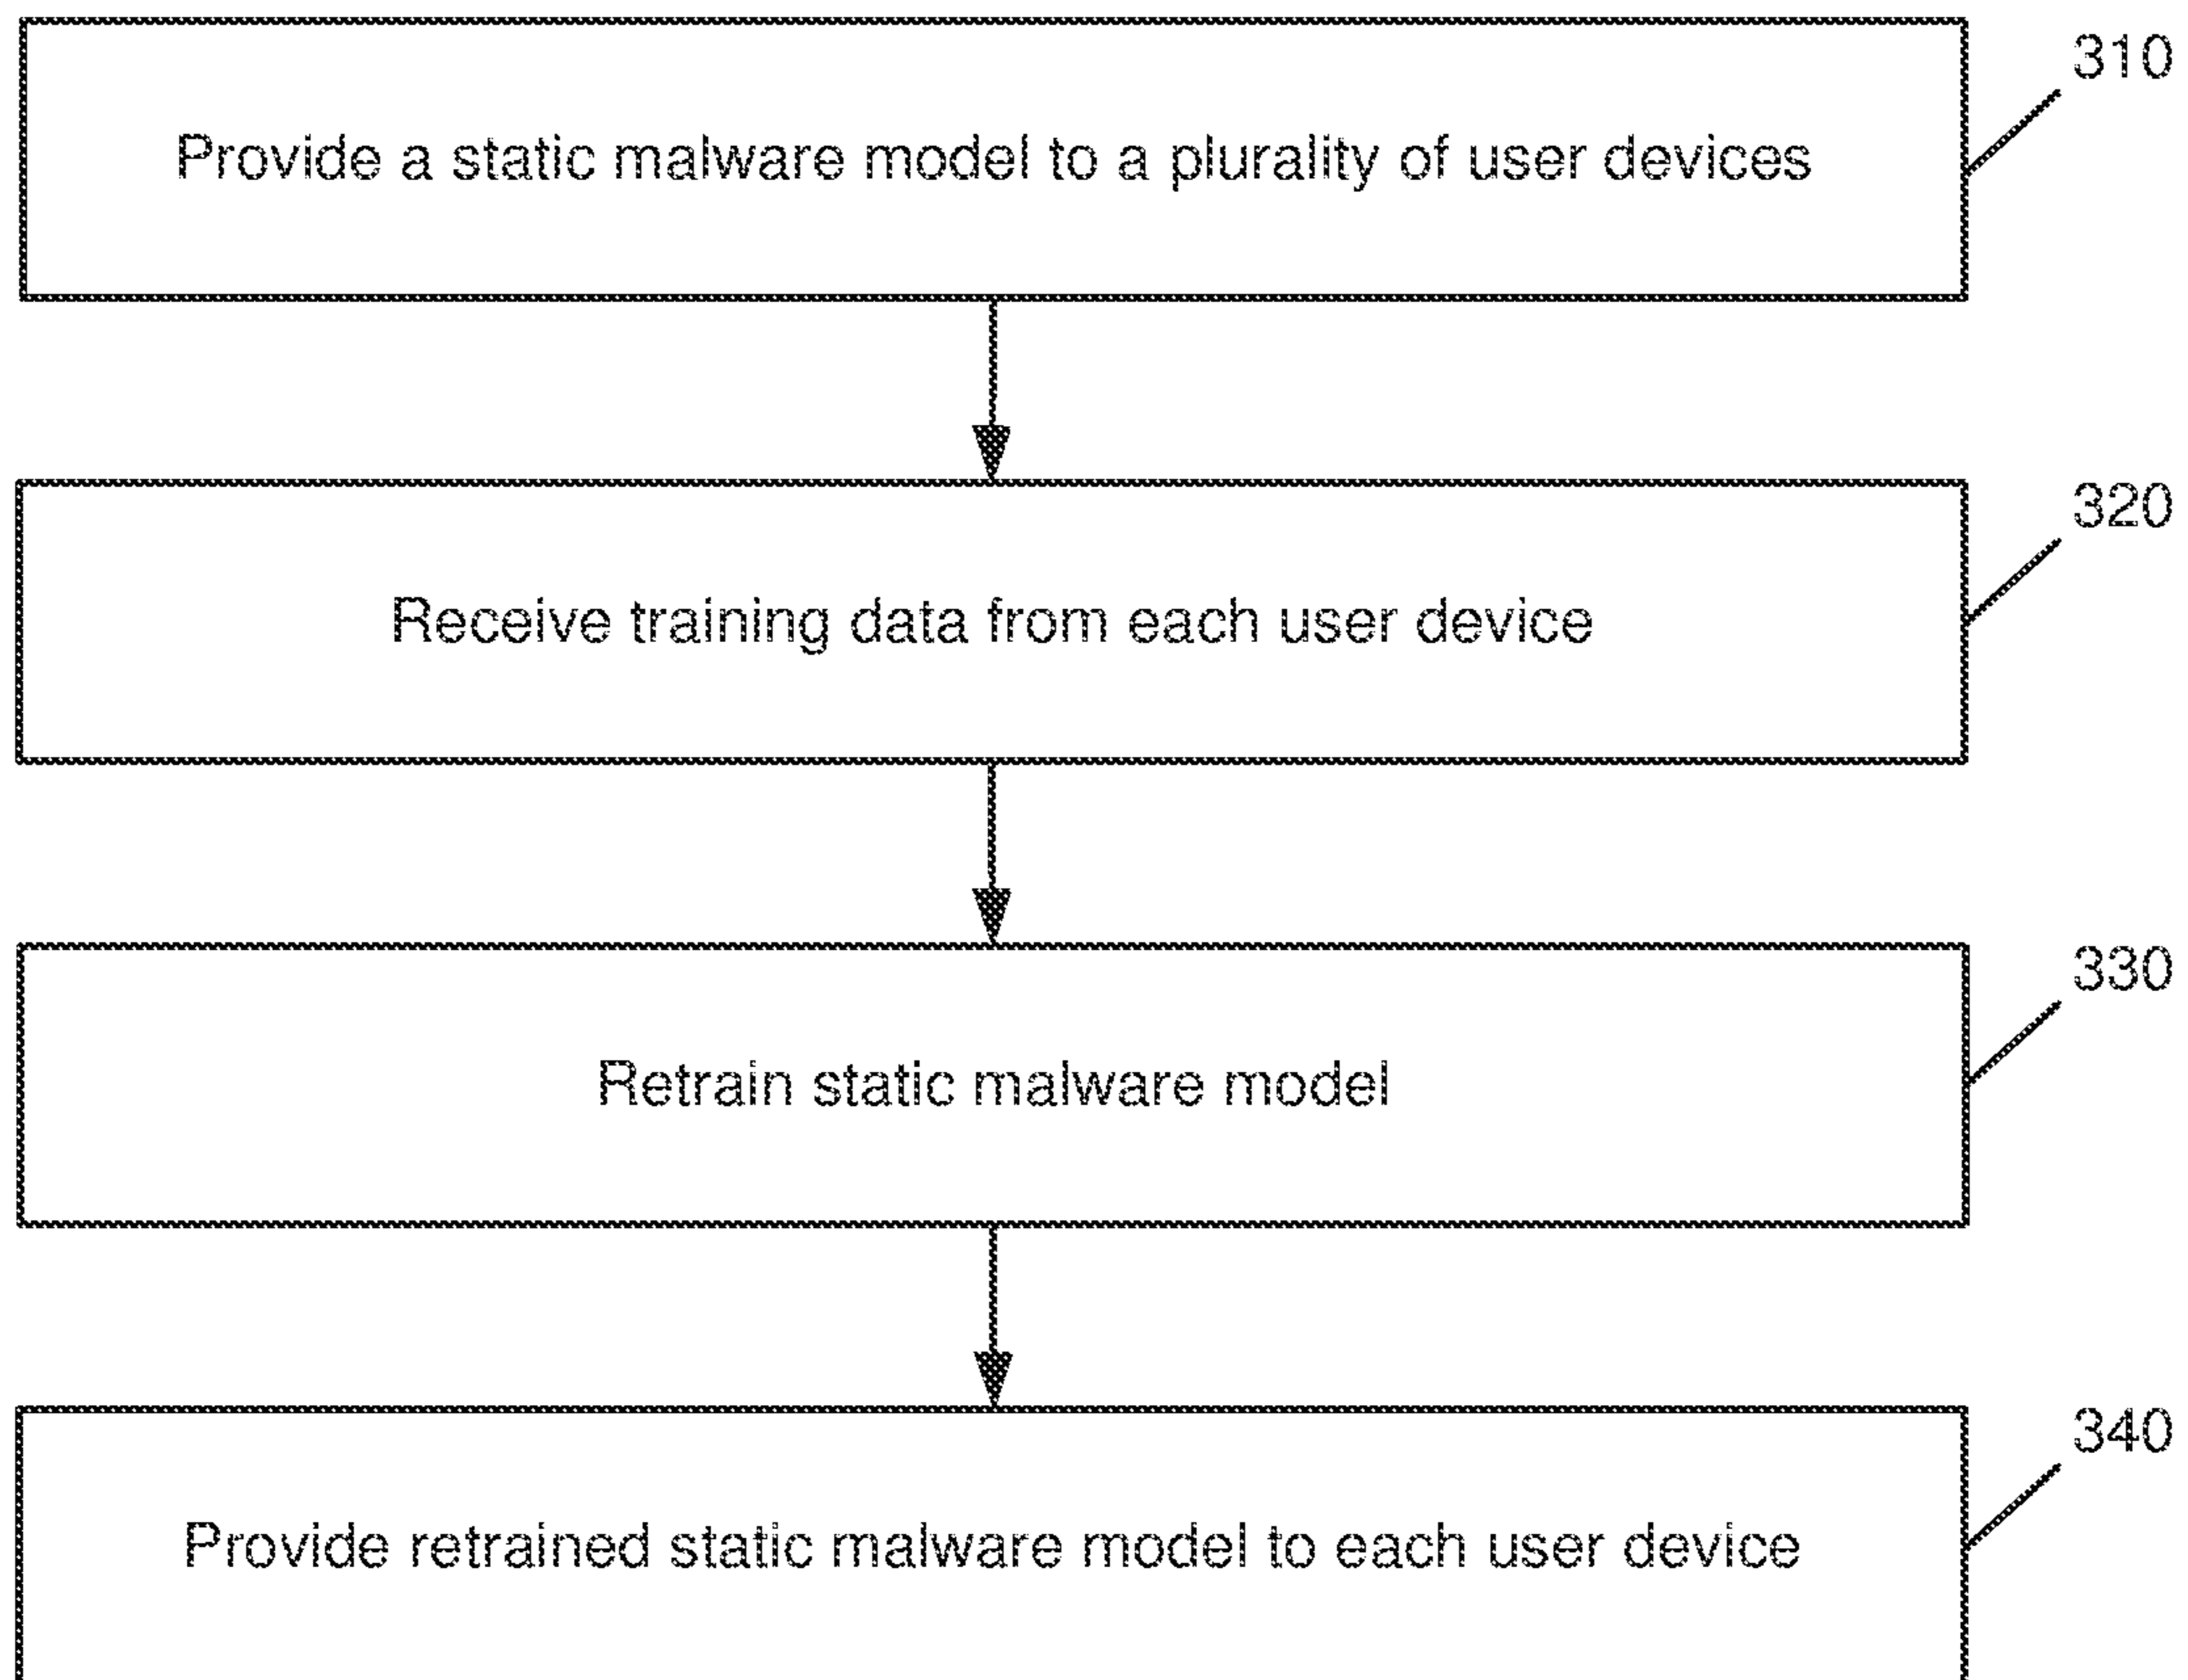 310
Provide a static malware model to a plurality of user devices
320
Receive training data from each user device
330
Retrain static malware model
340
Provide retrained static malware model to each user device